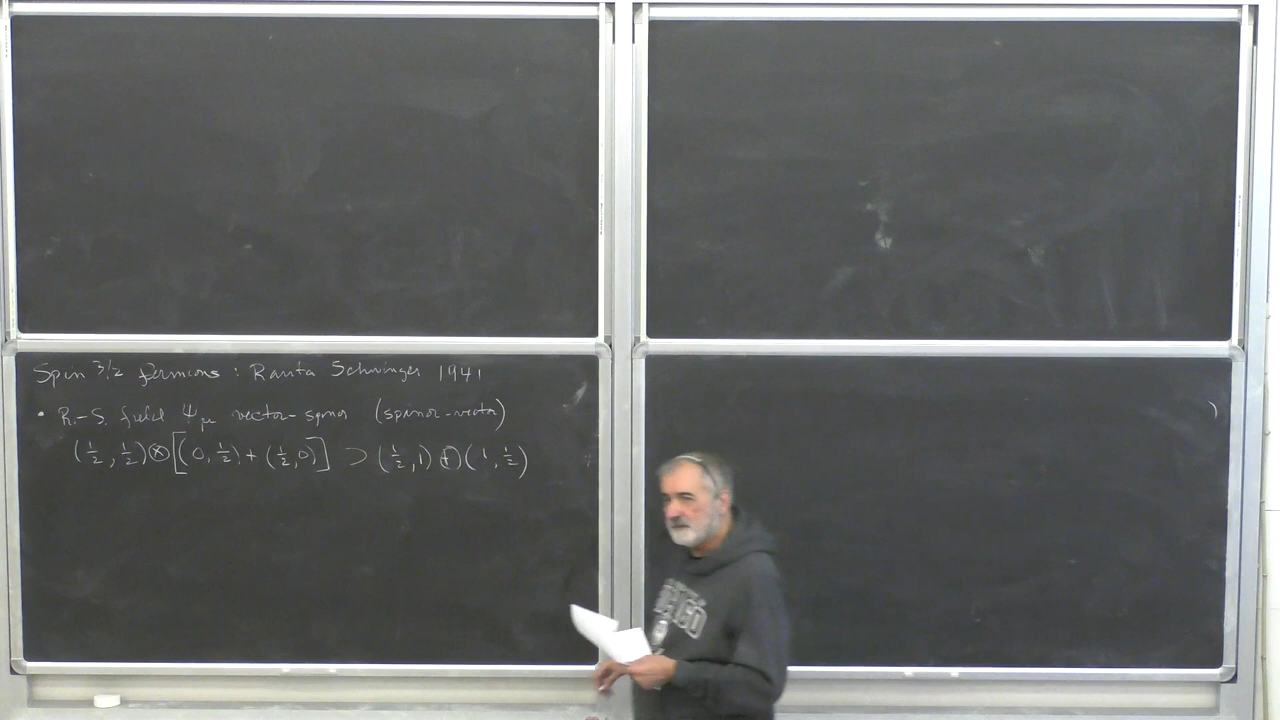 Spin 3/2 fermions : Rarita Schwinger 1941
• R.-S. field Ψμ vector-spinor (spinor-vector)
(1/2, 1/2) ⊗ [(0, 1/2) + (1/2, 0)] ⊃ (1/2, 1) ⊕ (1, 1/2)